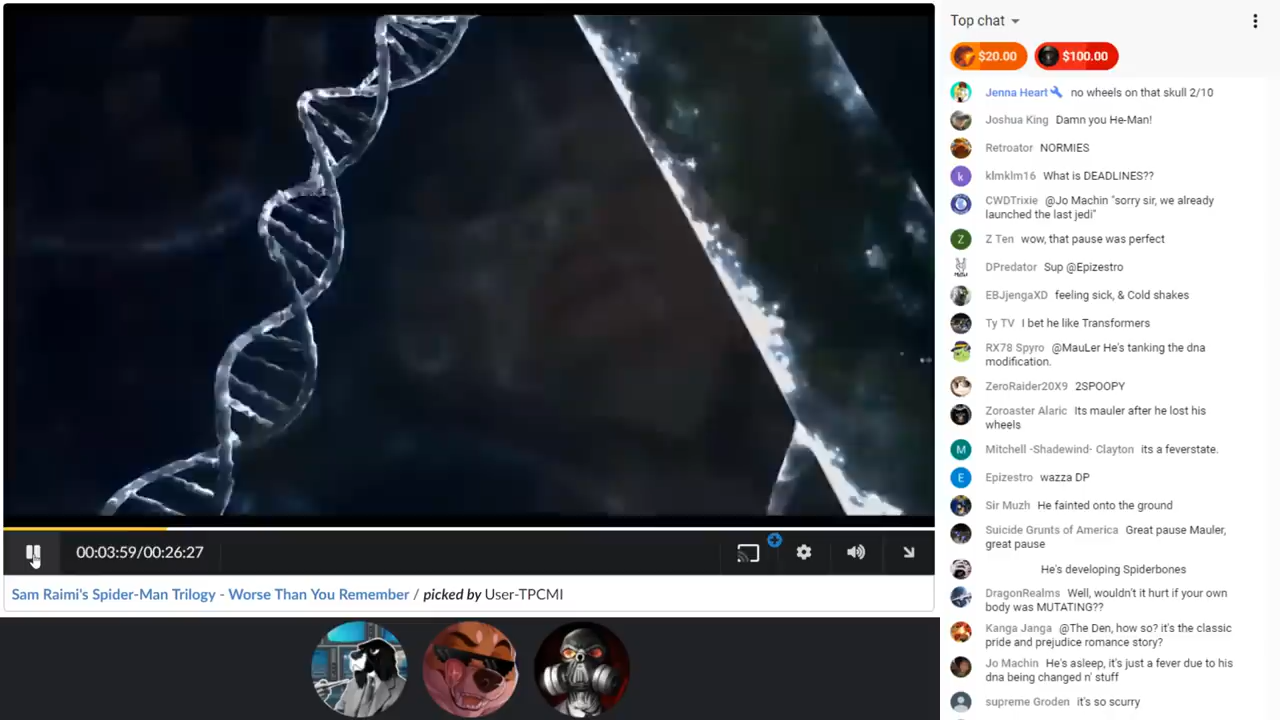 Top chat
$20.00 $100.00
Jenna Heart no wheels on that skull 2/10
Joshua King Damn you He-Man!
Retroator NORMIES
k klmklm16 What is DEADLINES??
CWDTrixie @Jo Machin "sorry sir, we already
launched the last jedi"
Z Z Ten wow, that pause was perfect
DPredator Sup @Epizestro
EBJjengaXD feeling sick, & Cold shakes
Ty TV I bet he like Transformers
RX78 Spyro @MauLer He's tanking the dna
modification.
ZeroRaider20X9 2SPOOPY
Zoroaster Alaric Its mauler after he lost his
wheels
M Mitchell -Shadewind- Clayton its a feverstate.
E Epizestro wazza DP
Sir Muzh He fainted onto the ground
Suicide Grunts of America Great pause Mauler,
great pause
He's developing Spiderbones
DragonRealms Well, wouldn't it hurt if your own
body was MUTATING??
Kanga Janga @The Den, how so? it's the classic
pride and prejudice romance story?
Jo Machin He's asleep, it's just a fever due to his
dna being changed n' stuff
supreme Groden it's so scurry
00:03:59/00:26:27
Sam Raimi's Spider-Man Trilogy - Worse Than You Remember / picked by User-TPCMI